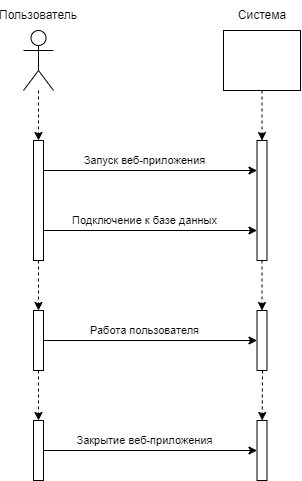 Пользователь
Система
Запуск веб-приложения
Подключение к базе данных
Работа пользователя
Закрытие веб-приложения